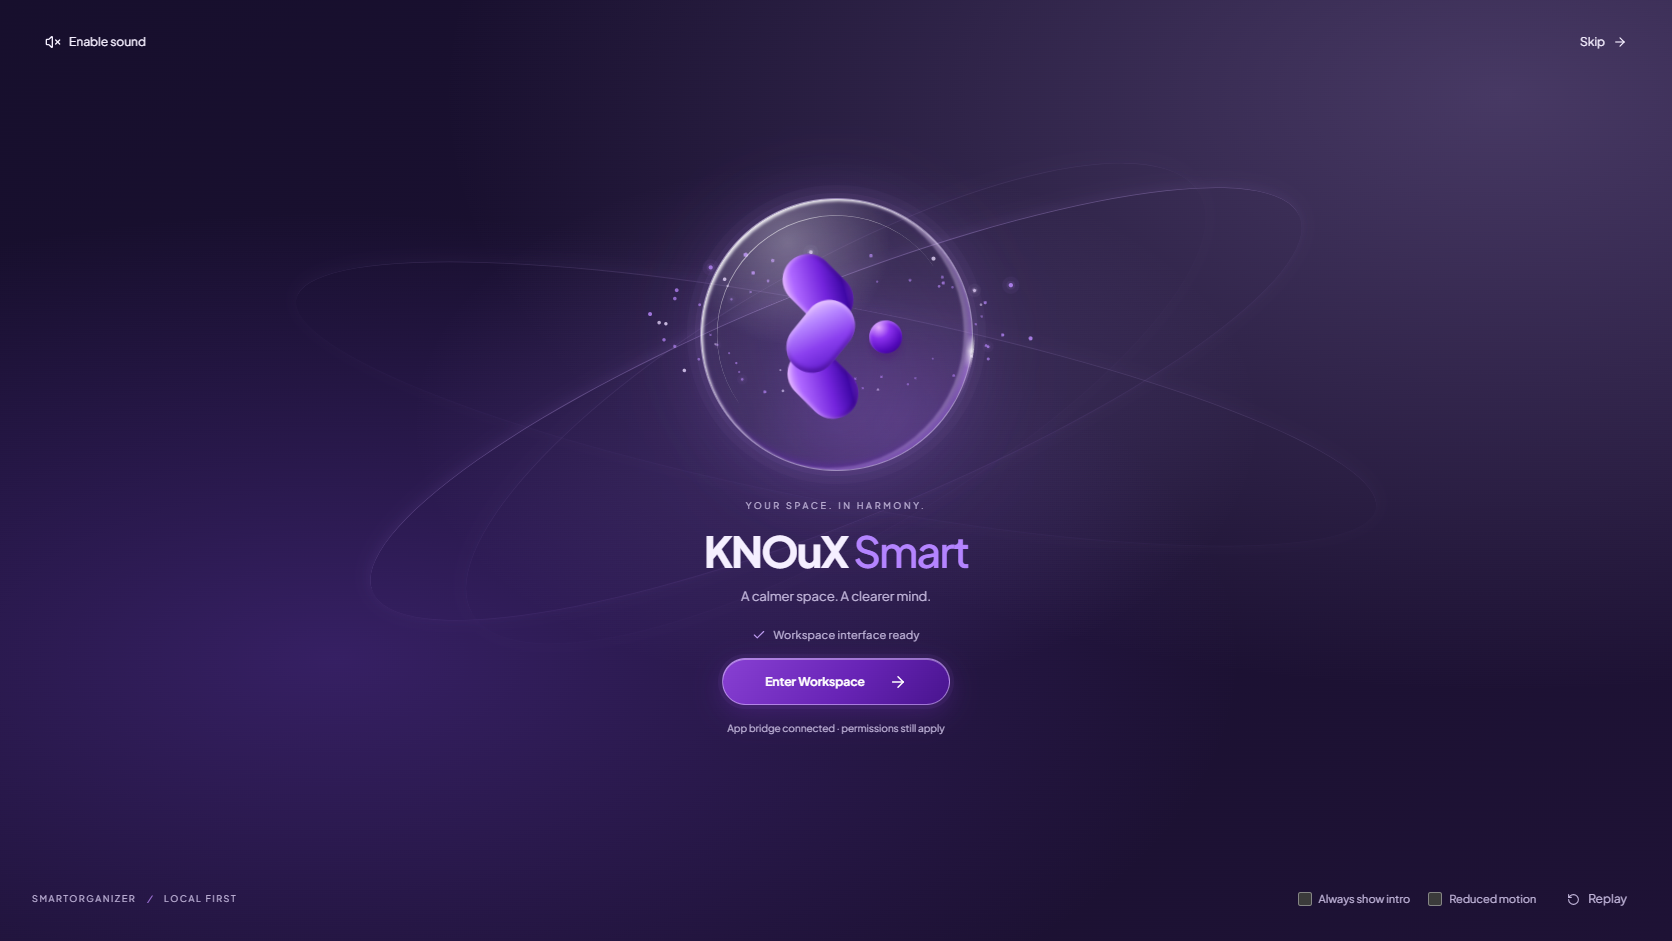 Enable sound
Skip
YOUR SPACE. IN HARMONY.
KNOuX Smart
A calmer space. A clearer mind.
Workspace interface ready
Enter Workspace
App bridge connected · permissions still apply
SMARTORGANIZER / LOCAL FIRST
Always show intro
Reduced motion
Replay